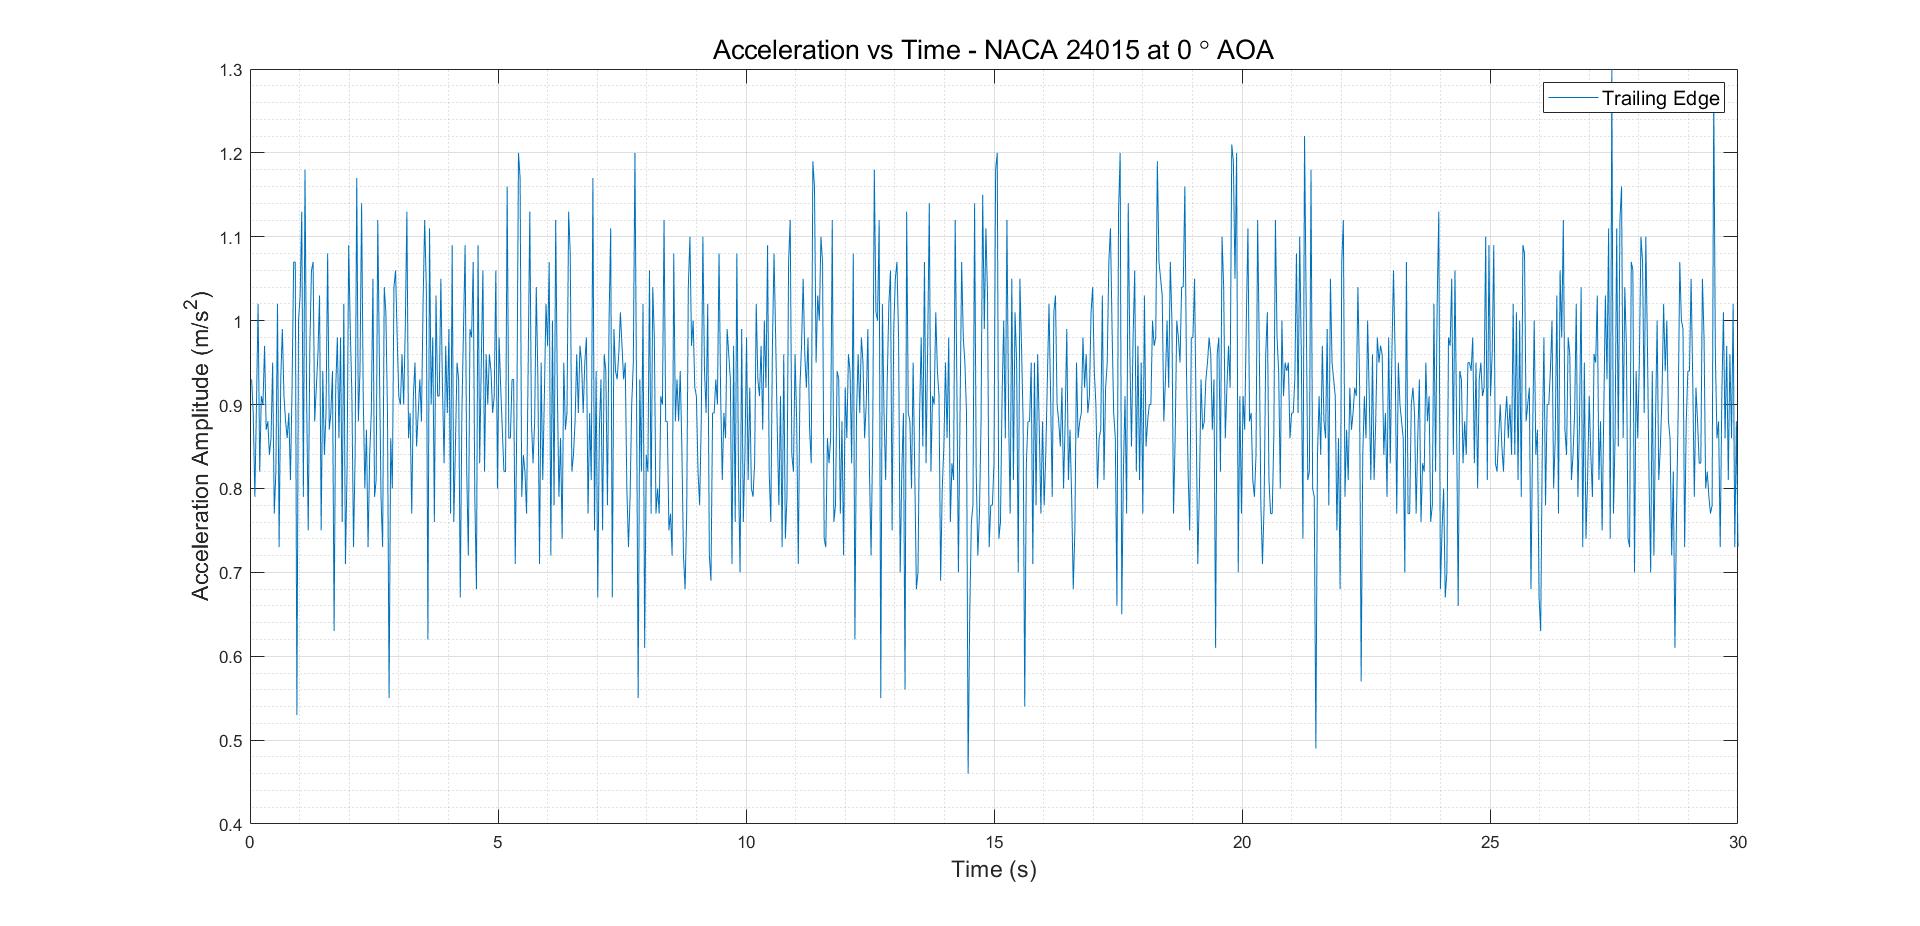 Acceleration vs Time - NACA 24015 at 0 ° AOA
Trailing Edge
Acceleration Amplitude (m/s²)
1.3
1.2
1.1
1
0.9
0.8
0.7
0.6
0.5
0.4
0 5 10 15 20 25 30
Time (s)